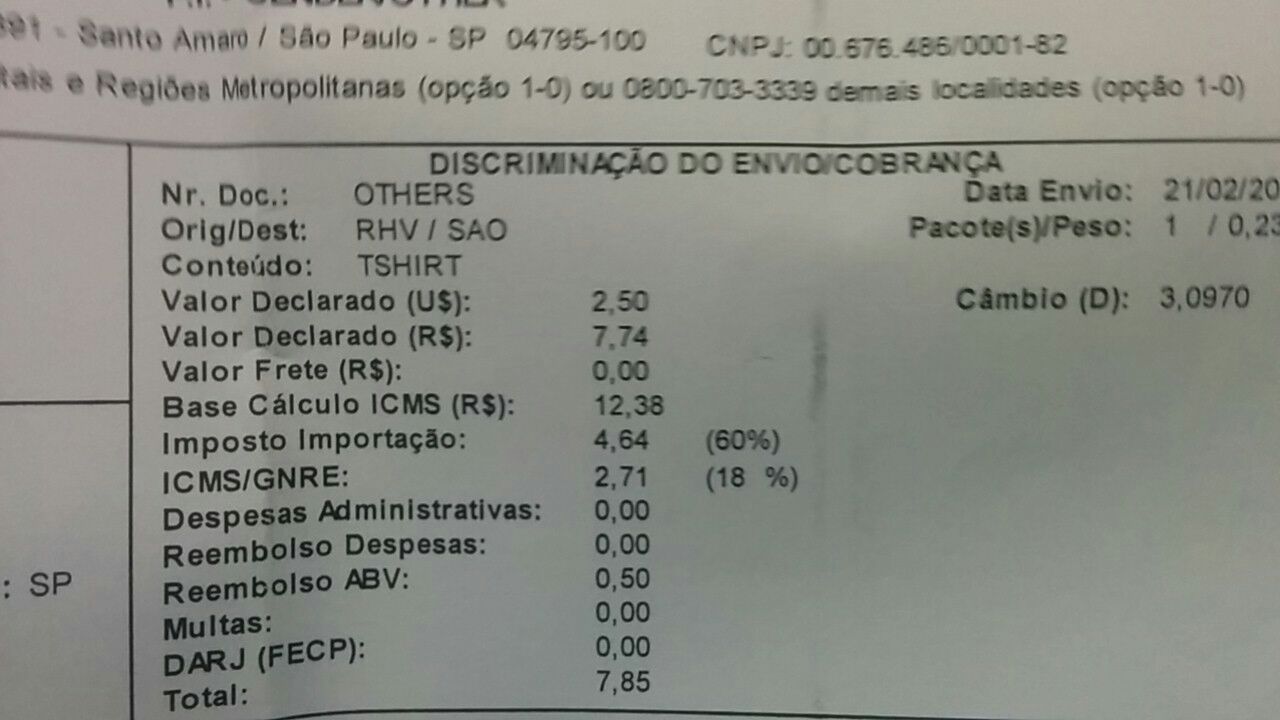 391 - Santo Amaro / São Paulo - SP 04795-100 CNPJ: 00.676.486/0001-82
tais e Regiões Metropolitanas (opção 1-0) ou 0800-703-3339 demais localidades (opção 1-0)
DISCRIMINAÇÃO DO ENVIO/COBRANÇA
Nr. Doc.: OTHERS Data Envio: 21/02/20
Orig/Dest: RHV / SAO Pacote(s)/Peso: 1 / 0,23
Conteúdo: TSHIRT
Valor Declarado (U$): 2,50 Câmbio (D): 3,0970
Valor Declarado (R$): 7,74
Valor Frete (R$): 0,00
Base Cálculo ICMS (R$): 12,38
Imposto Importação: 4,64 (60%)
ICMS/GNRE: 2,71 (18 %)
Despesas Administrativas: 0,00
Reembolso Despesas: 0,00
Reembolso ABV: 0,50
: SP
Multas: 0,00
DARJ (FECP): 0,00
Total: 7,85